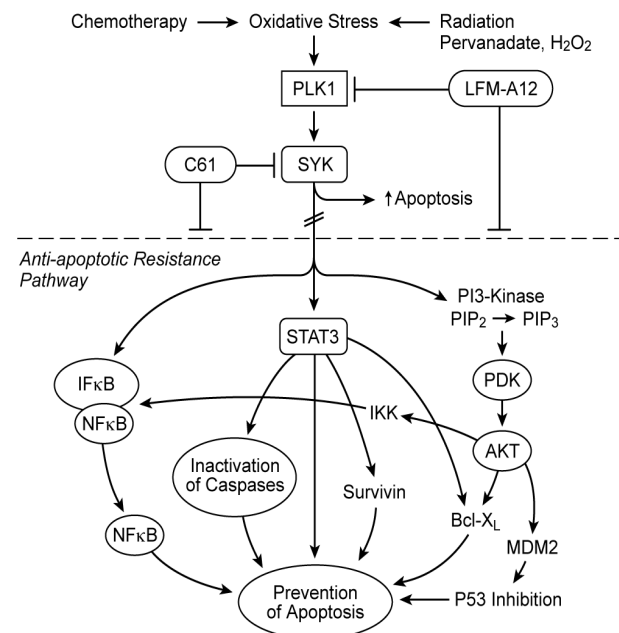 Chemotherapy
Oxidative Stress
Radiation
Pervanadate, H₂O₂
PLK1
LFM-A12
C61
SYK
↑Apoptosis
Anti-apoptotic Resistance
Pathway
PI3-Kinase
PIP₂ → PIP₃
STAT3
IFκB
PDK
NFκB
IKK
AKT
Inactivation
of Caspases
Survivin
Bcl-X_L
NFκB
MDM2
Prevention
of Apoptosis
P53 Inhibition